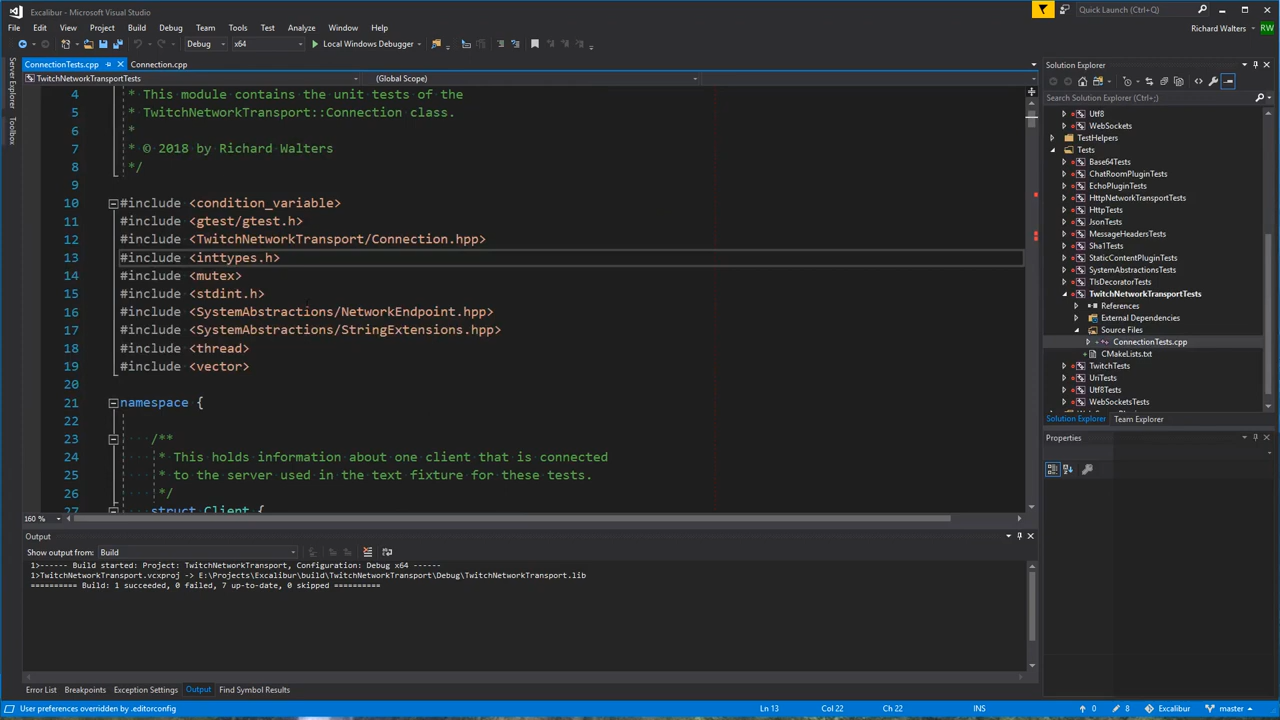 Excalibur - Microsoft Visual Studio
Quick Launch (Ctrl+Q)
File Edit View Project Build Debug Team Tools Test Analyze Window Help
Richard Walters RW
Debug x64 Local Windows Debugger
Server Explorer
Toolbox
ConnectionTests.cpp Connection.cpp
TwitchNetworkTransportTests (Global Scope)
4 * This module contains the unit tests of the
5 * TwitchNetworkTransport::Connection class.
6 *
7 * © 2018 by Richard Walters
8 */
9
10 #include <condition_variable>
11 #include <gtest/gtest.h>
12 #include <TwitchNetworkTransport/Connection.hpp>
13 #include <inttypes.h>
14 #include <mutex>
15 #include <stdint.h>
16 #include <SystemAbstractions/NetworkEndpoint.hpp>
17 #include <SystemAbstractions/StringExtensions.hpp>
18 #include <thread>
19 #include <vector>
20
21 namespace {
22
23 /**
24 * This holds information about one client that is connected
25 * to the server used in the text fixture for these tests.
26 */
27 struct Client {
160 %
Output
Show output from: Build
1>------ Build started: Project: TwitchNetworkTransport, Configuration: Debug x64 ------
1>TwitchNetworkTransport.vcxproj -> E:\Projects\Excalibur\build\TwitchNetworkTransport\Debug\TwitchNetworkTransport.lib
========== Build: 1 succeeded, 0 failed, 7 up-to-date, 0 skipped ==========
Error List Breakpoints Exception Settings Output Find Symbol Results
Solution Explorer
Search Solution Explorer (Ctrl+;)
Utf8
WebSockets
TestHelpers
Tests
Base64Tests
ChatRoomPluginTests
EchoPluginTests
HttpNetworkTransportTests
HttpTests
JsonTests
MessageHeadersTests
Sha1Tests
StaticContentPluginTests
SystemAbstractionsTests
TlsDecoratorTests
TwitchNetworkTransportTests
References
External Dependencies
Source Files
ConnectionTests.cpp
CMakeLists.txt
TwitchTests
UriTests
Utf8Tests
WebSocketsTests
Solution Explorer Team Explorer
Properties
User preferences overridden by .editorconfig Ln 13 Col 22 Ch 22 INS 0 8 Excalibur master